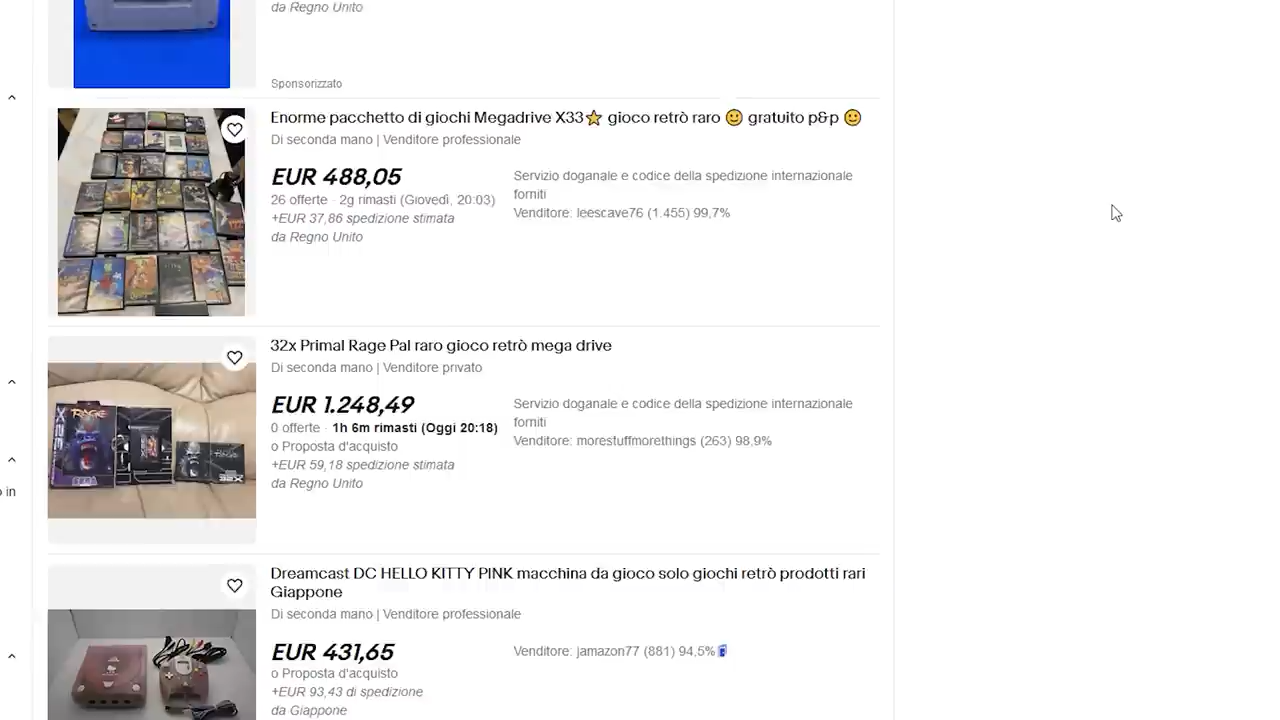 da Regno Unito
Sponsorizzato
Enorme pacchetto di giochi Megadrive X33⭐ gioco retrò raro 🙂 gratuito p&p 🙂
Di seconda mano | Venditore professionale
EUR 488,05
26 offerte · 2g rimasti (Giovedì, 20:03)
+EUR 37,86 spedizione stimata
da Regno Unito
Servizio doganale e codice della spedizione internazionale
forniti
Venditore: leescave76 (1.455) 99,7%
32x Primal Rage Pal raro gioco retrò mega drive
Di seconda mano | Venditore privato
EUR 1.248,49
0 offerte · 1h 6m rimasti (Oggi 20:18)
o Proposta d'acquisto
+EUR 59,18 spedizione stimata
da Regno Unito
Servizio doganale e codice della spedizione internazionale
forniti
Venditore: morestuffmorethings (263) 98,9%
RAGE
SEGA
o in
Dreamcast DC HELLO KITTY PINK macchina da gioco solo giochi retrò prodotti rari
Giappone
Di seconda mano | Venditore professionale
EUR 431,65
o Proposta d'acquisto
+EUR 93,43 di spedizione
da Giappone
Venditore: jamazon77 (881) 94,5%